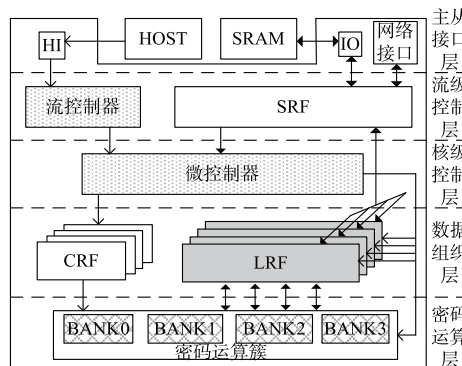 主从
HOST
SRAM
网络
接口
HI
IO
接口
层
流级
流控制器
SRF
控制
层
核级
微控制器
控制
层
数据
CRF
LRF
组织
层
密码
BANK0
BANK1
BANK2
BANK3
运算
密码运算簇
层